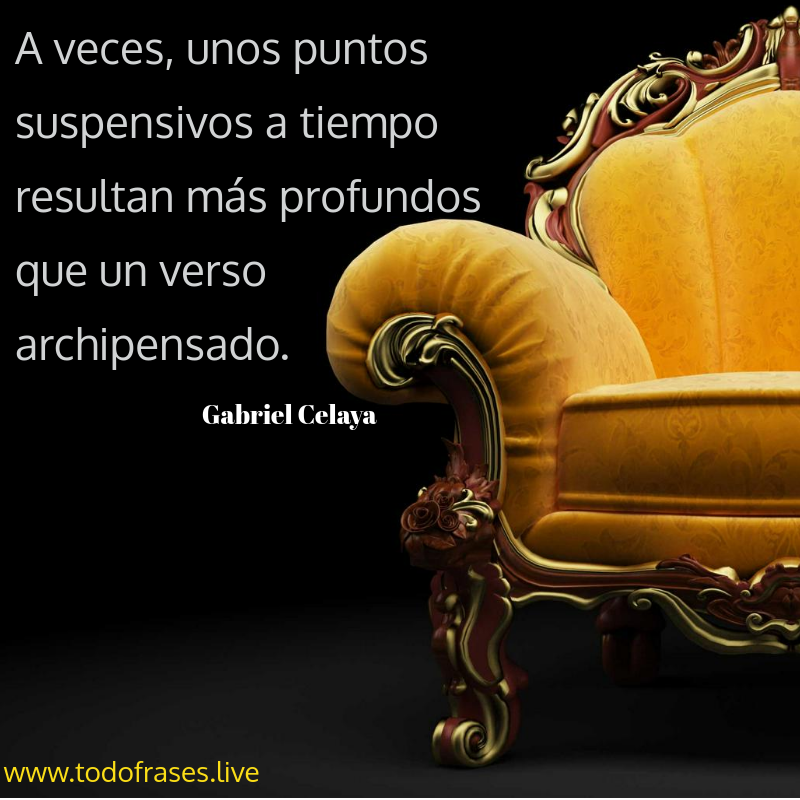 A veces, unos puntos
suspensivos a tiempo
resultan más profundos
que un verso
archipensado.
Gabriel Celaya
www.todofrases.live